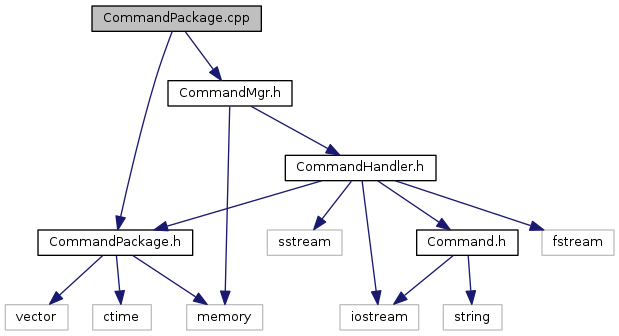 CommandPackage.cpp
CommandMgr.h
CommandHandler.h
CommandPackage.h
sstream
Command.h
fstream
vector
ctime
memory
iostream
string